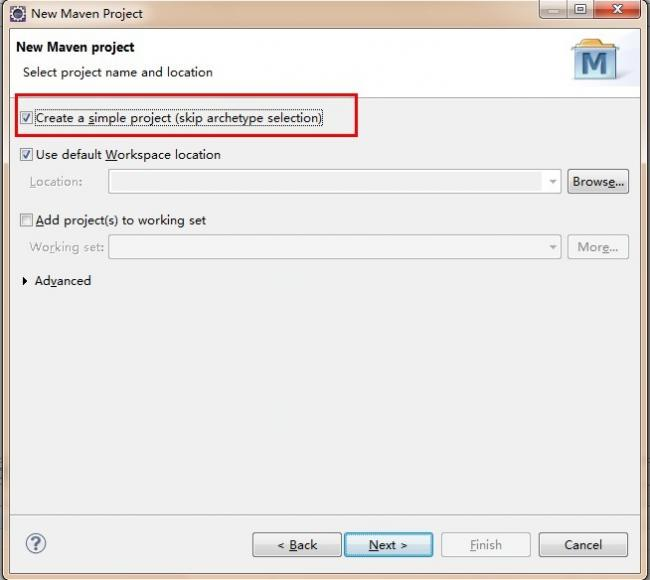 New Maven Project
New Maven project
Select project name and location
M
Create a simple project (skip archetype selection)
Use default Workspace location
Location:
Browse...
Add project(s) to working set
Working set:
More...
Advanced
?
< Back
Next >
Finish
Cancel